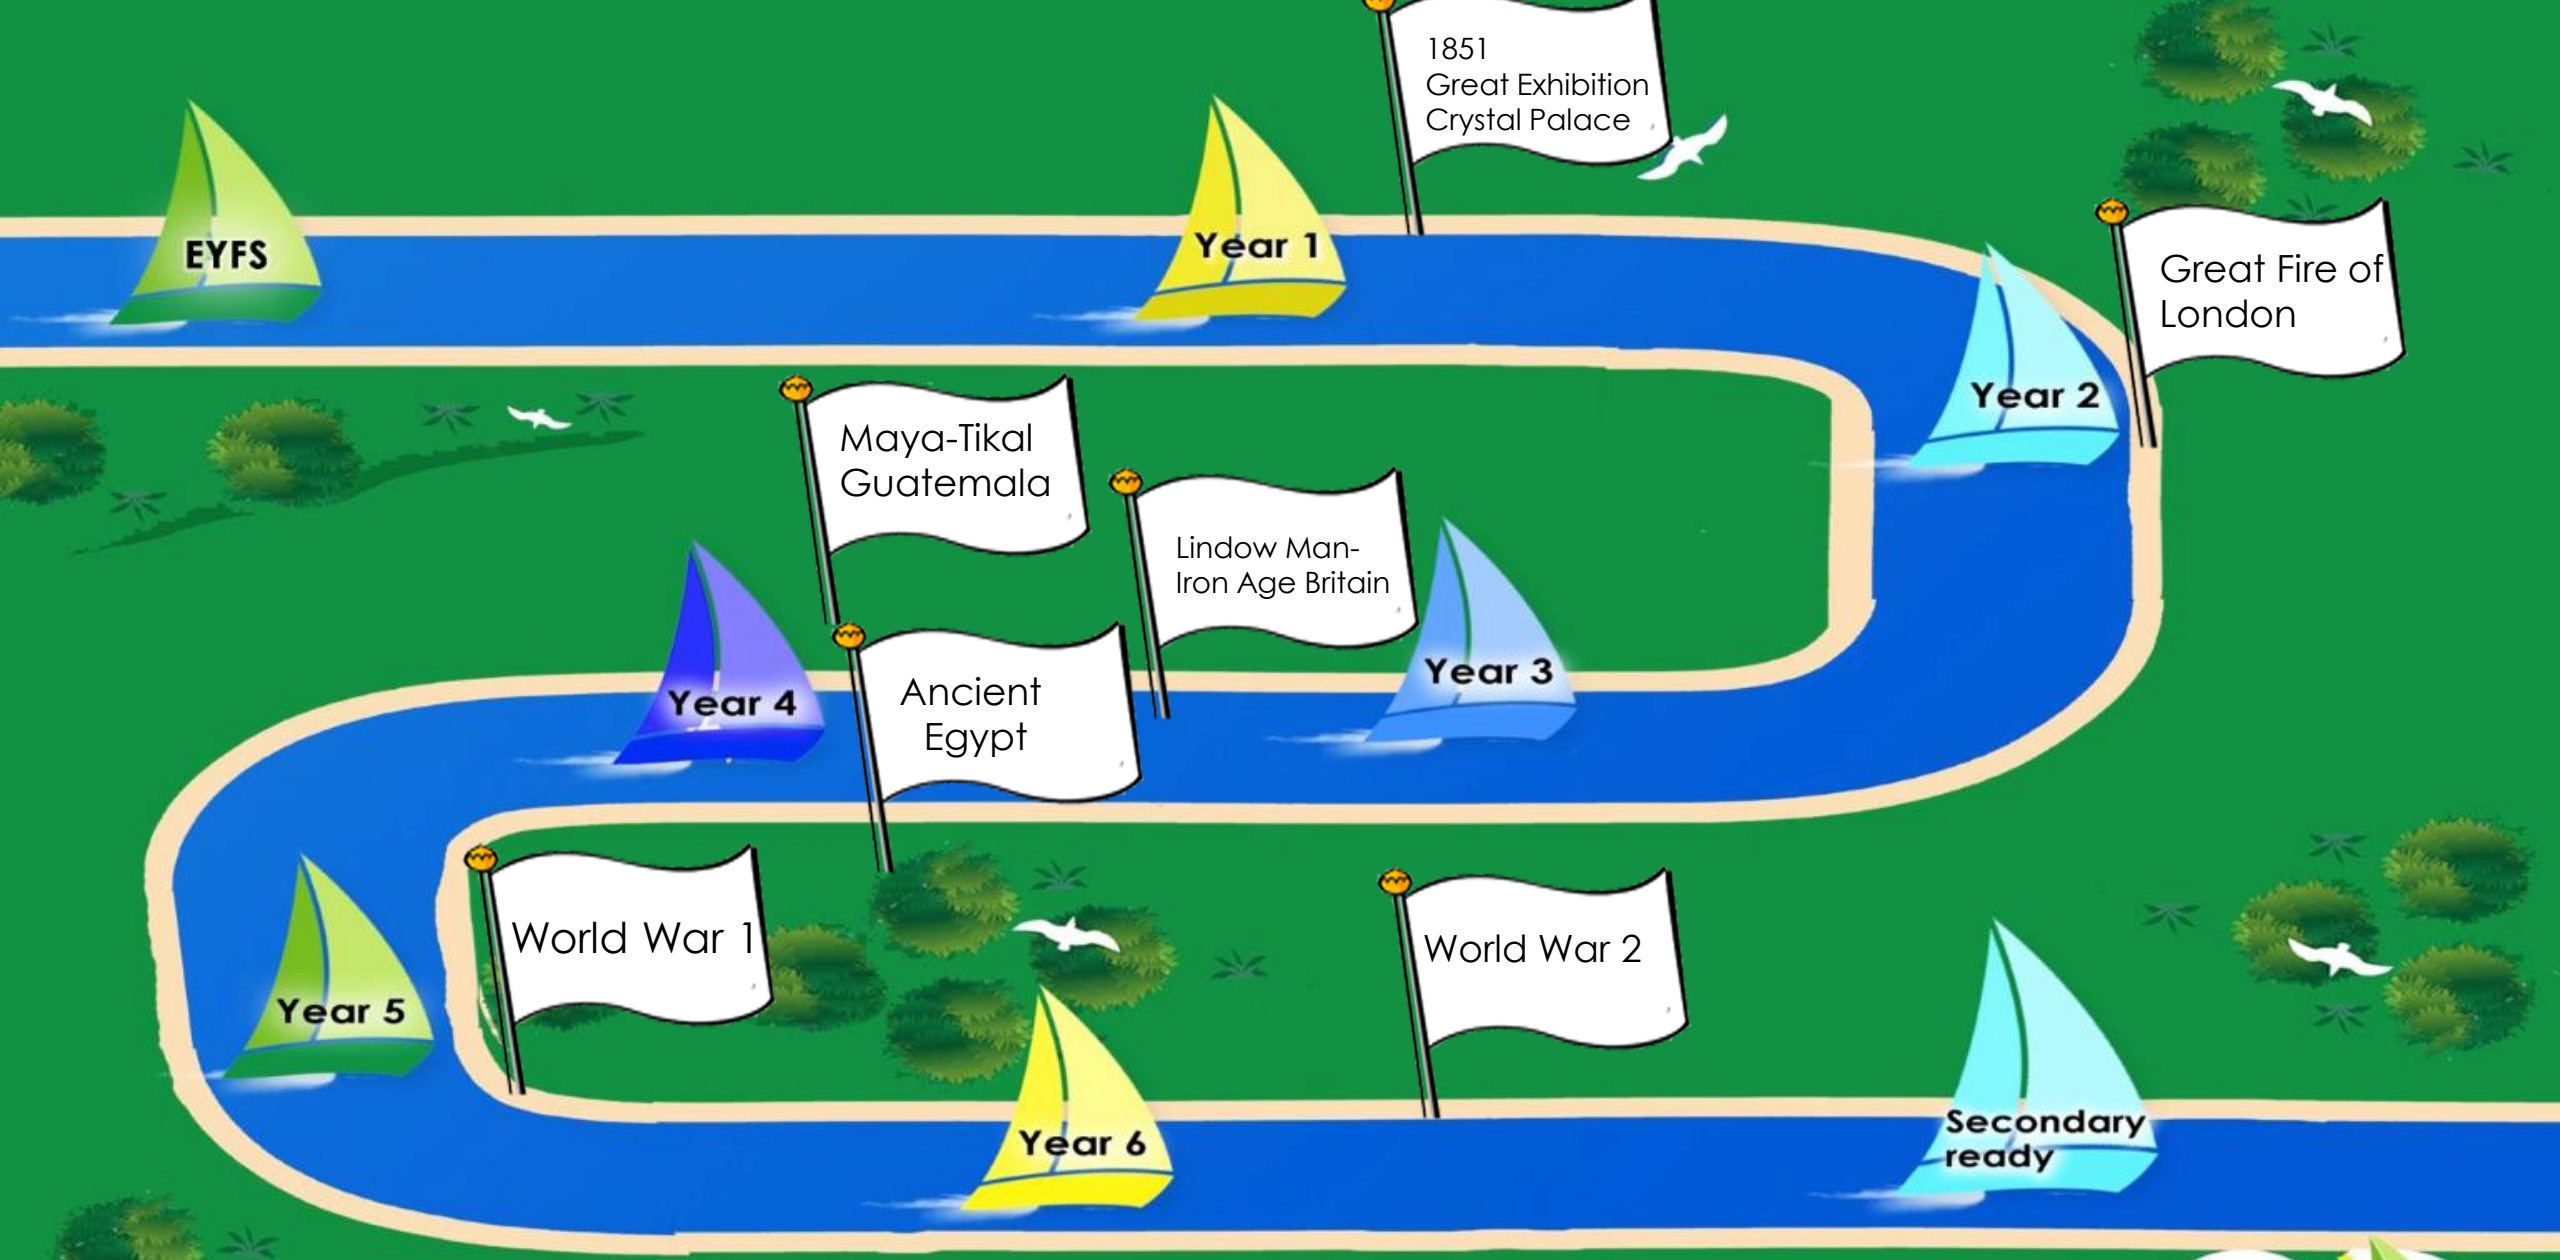 1851
Great Exhibition
Crystal Palace
EYFS
Year 1
Great Fire of
London
Year 2
Maya-Tikal
Guatemala
Lindow Man-
Iron Age Britain
Year 3
Year 4
Ancient
Egypt
World War 1
World War 2
Year 5
Year 6
Secondary
ready